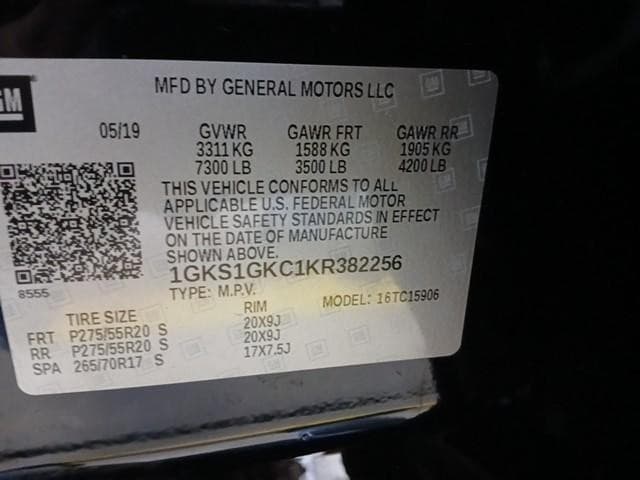 GM
MFD BY GENERAL MOTORS LLC
05/19 GVWR GAWR FRT GAWR RR
3311 KG 1588 KG 1905 KG
7300 LB 3500 LB 4200 LB
THIS VEHICLE CONFORMS TO ALL
APPLICABLE U.S. FEDERAL MOTOR
VEHICLE SAFETY STANDARDS IN EFFECT
ON THE DATE OF MANUFACTURE
SHOWN ABOVE.
1GKS1GKC1KR382256
8555
TYPE: M.P.V. MODEL: 16TC15906
TIRE SIZE RIM
FRT P275/55R20 S 20X9J
RR P275/55R20 S 20X9J
SPA 265/70R17 S 17X7.5J